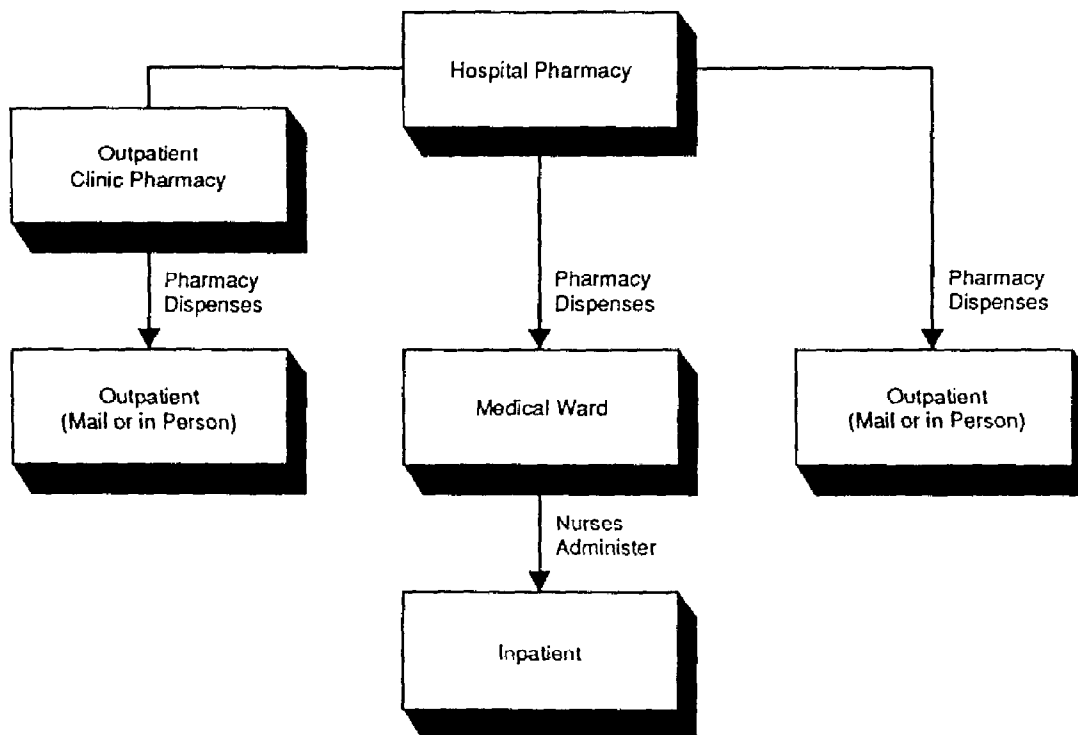 Hospital Pharmacy
Outpatient
Clinic Pharmacy
Pharmacy
Dispenses
Pharmacy
Dispenses
Pharmacy
Dispenses
Outpatient
(Mail or in Person)
Medical Ward
Outpatient
(Mail or in Person)
Nurses
Administer
Inpatient